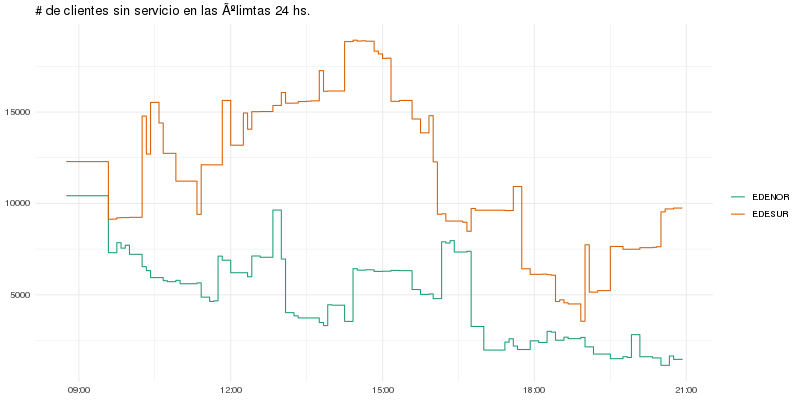 # de clientes sin servicio en las Ãºlimtas 24 hs.
15000
10000
5000
09:00
12:00
15:00
18:00
21:00
EDENOR
EDESUR